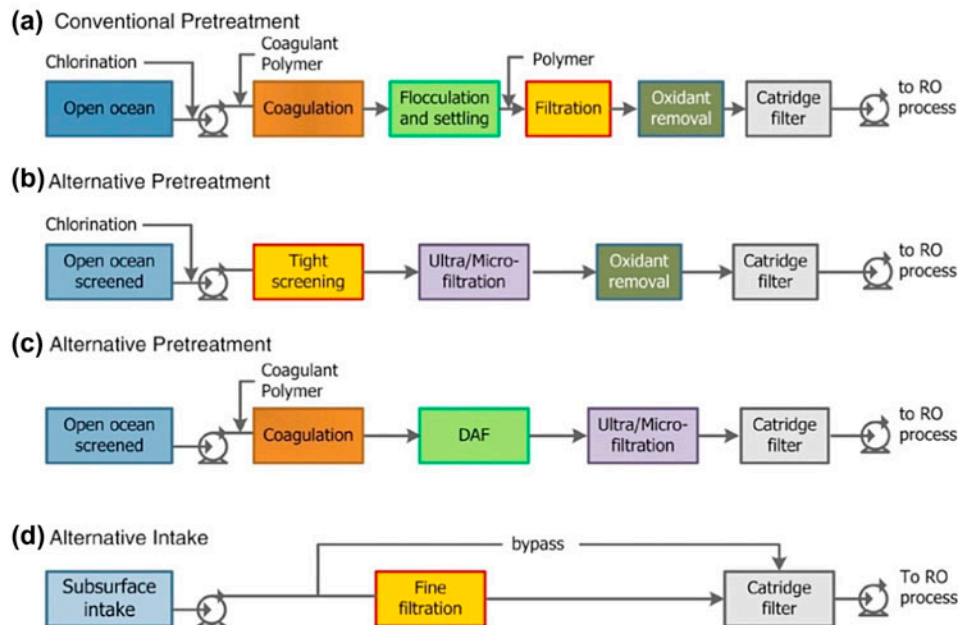 (a) Conventional Pretreatment
Chlorination
Coagulant
Polymer
Polymer
Open ocean
Coagulation
Flocculation
and settling
Filtration
Oxidant
removal
Catridge
filter
to RO
process
(b) Alternative Pretreatment
Chlorination
Open ocean
screened
Tight
screening
Ultra/Micro-
filtration
Oxidant
removal
Catridge
filter
to RO
process
(c) Alternative Pretreatment
Coagulant
Polymer
Open ocean
screened
Coagulation
DAF
Ultra/Micro-
filtration
Catridge
filter
to RO
process
(d) Alternative Intake
bypass
Subsurface
intake
Fine
filtration
Catridge
filter
To RO
process